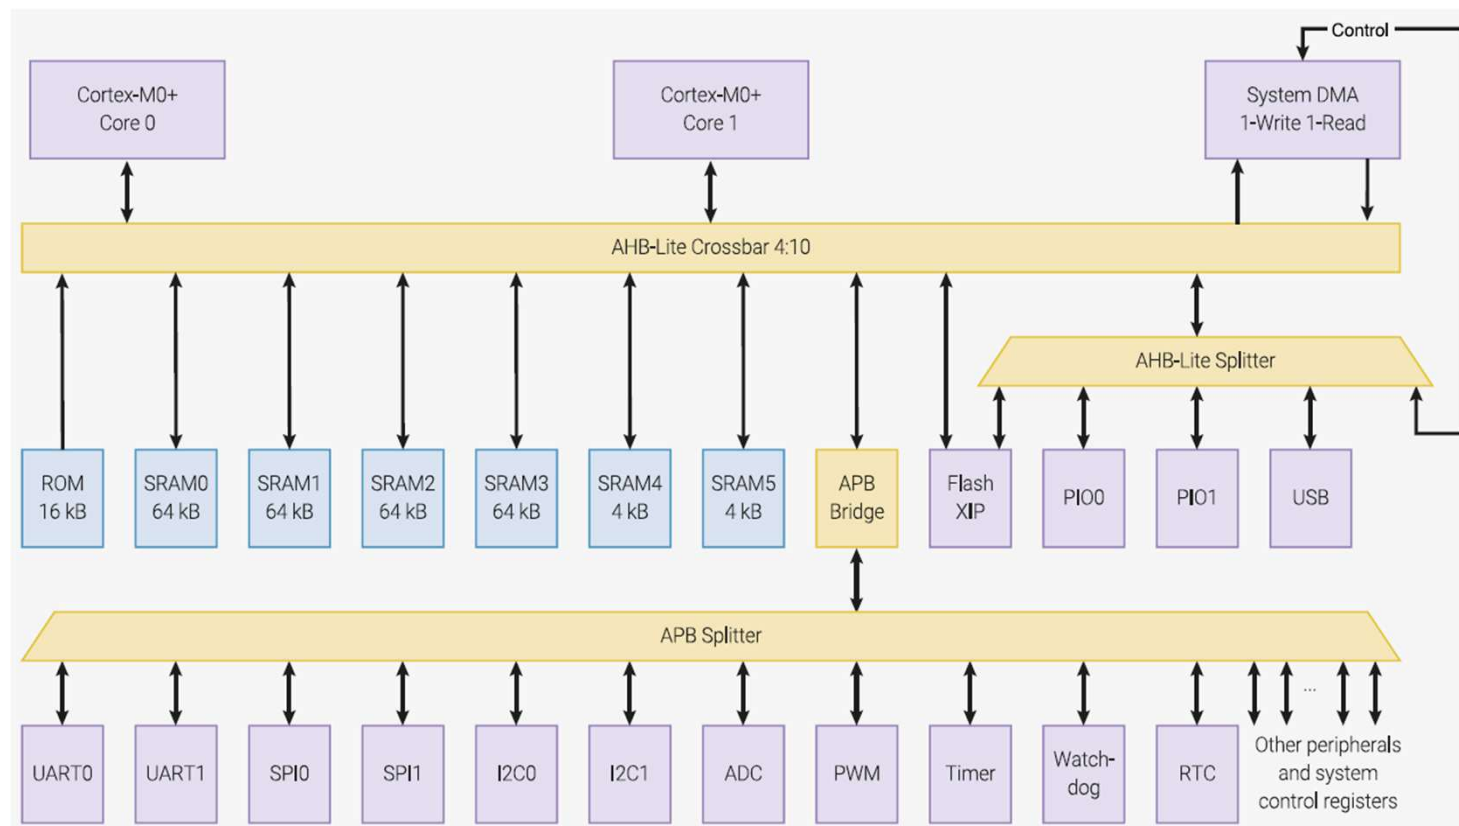 Control
Cortex-M0+
Core 0
Cortex-M0+
Core 1
System DMA
1-Write 1-Read
AHB-Lite Crossbar 4:10
AHB-Lite Splitter
ROM
16 kB
SRAM0
64 kB
SRAM1
64 kB
SRAM2
64 kB
SRAM3
64 kB
SRAM4
4 kB
SRAM5
4 kB
APB
Bridge
Flash
XIP
PIO0
PIO1
USB
APB Splitter
...
UART0
UART1
SPI0
SPI1
I2C0
I2C1
ADC
PWM
Timer
Watch-
dog
RTC
Other peripherals
and system
control registers